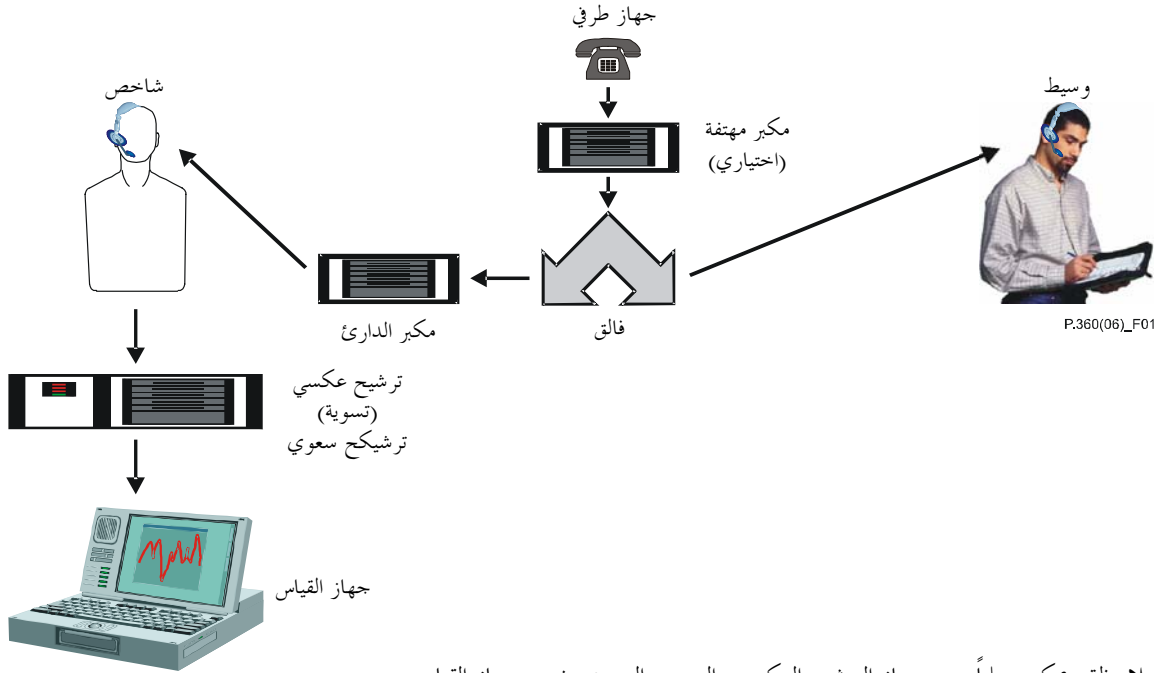 جهاز طرفي
شاخص
وسيط
مكبر مهتفة
(اختياري)
مكبر الدارئ
فالق
P.360(06)_F01
ترشيح عكسي
(تسوية)
ترشيكح سعوي
جهاز القياس